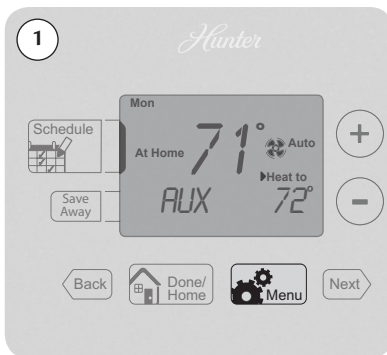 1
Hunter
Mon
Schedule
At Home
71°
Auto
Heat to
Save
Away
AUX
72°
Back
Done/
Home
Menu
Next
+
-